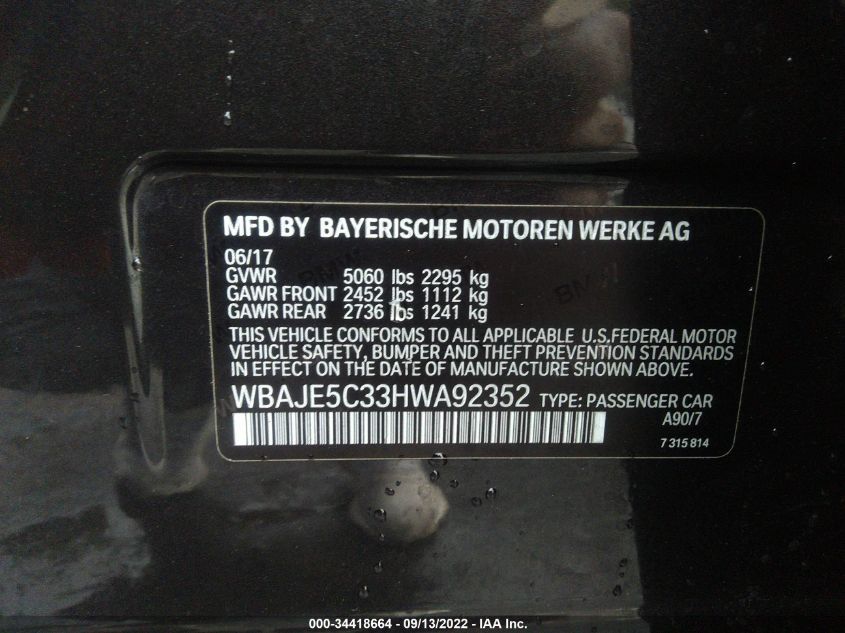 MFD BY BAYERISCHE MOTOREN WERKE AG
06/17
GVWR 5060 lbs 2295 kg
GAWR FRONT 2452 lbs 1112 kg
GAWR REAR 2736 lbs 1241 kg
THIS VEHICLE CONFORMS TO ALL APPLICABLE U.S.FEDERAL MOTOR
VEHICLE SAFETY, BUMPER AND THEFT PREVENTION STANDARDS
IN EFFECT ON THE DATE OF MANUFACTURE SHOWN ABOVE.
WBAJE5C33HWA92352 TYPE: PASSENGER CAR
A90/7
7 315 814
000-34418664 - 09/13/2022 - IAA Inc.